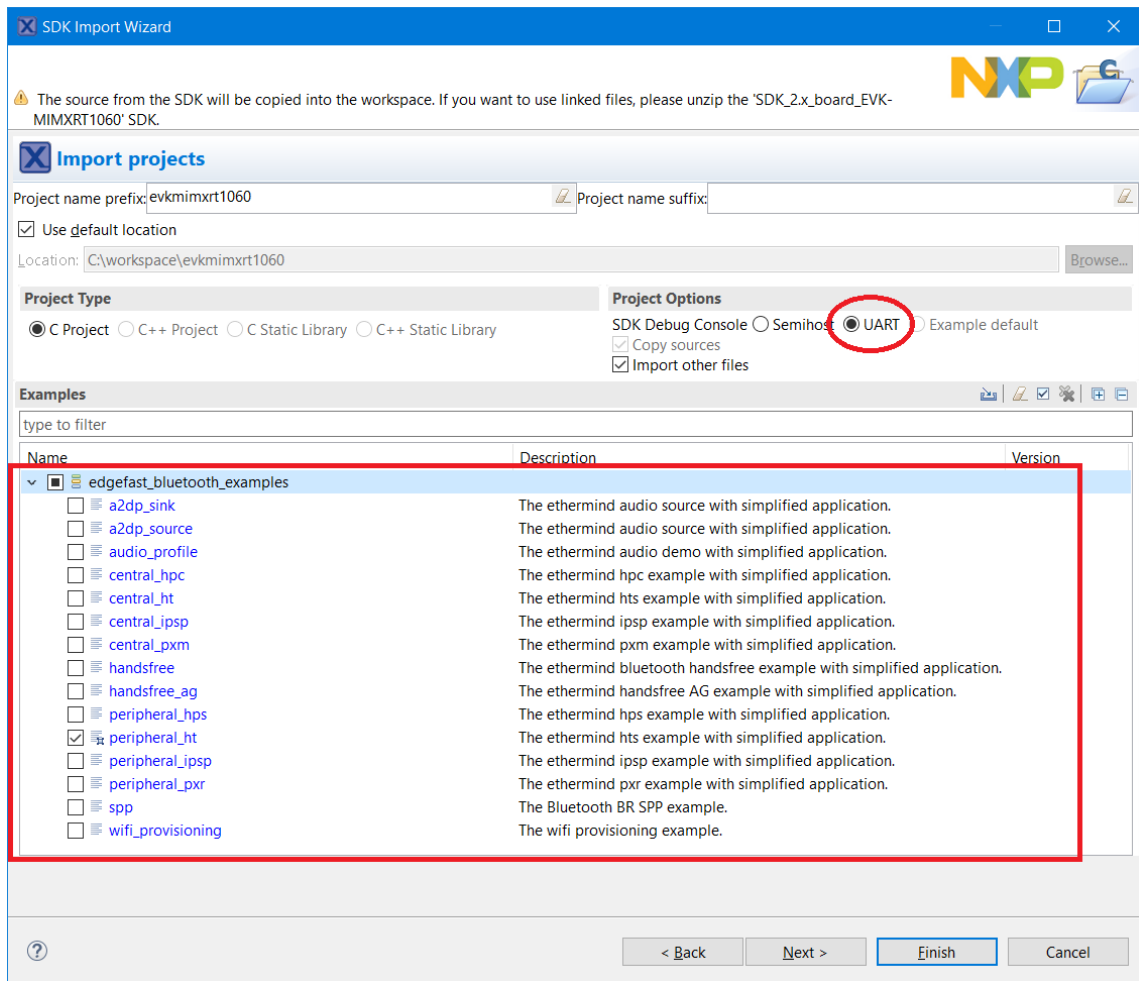 SDK Import Wizard
NXP
The source from the SDK will be copied into the workspace. If you want to use linked files, please unzip the 'SDK_2.x_board_EVK-
MIMXRT1060' SDK.
Import projects
Project name prefix: evkmimxrt1060 Project name suffix:
Use default location
Location: C:\workspace\evkmimxrt1060 Browse...
Project Type Project Options
C Project C++ Project C Static Library C++ Static Library SDK Debug Console Semihost UART Example default
Copy sources
Import other files
Examples
type to filter
Name Description Version
edgefast_bluetooth_examples
a2dp_sink The ethermind audio source with simplified application.
a2dp_source The ethermind audio source with simplified application.
audio_profile The ethermind audio demo with simplified application.
central_hpc The ethermind hpc example with simplified application.
central_ht The ethermind hts example with simplified application.
central_ipsp The ethermind ipsp example with simplified application.
central_pxm The ethermind pxm example with simplified application.
handsfree The ethermind bluetooth handsfree example with simplified application.
handsfree_ag The ethermind handsfree AG example with simplified application.
peripheral_hps The ethermind hps example with simplified application.
peripheral_ht The ethermind hts example with simplified application.
peripheral_ipsp The ethermind ipsp example with simplified application.
peripheral_pxr The ethermind pxr example with simplified application.
spp The Bluetooth BR SPP example.
wifi_provisioning The wifi provisioning example.
< Back Next > Finish Cancel